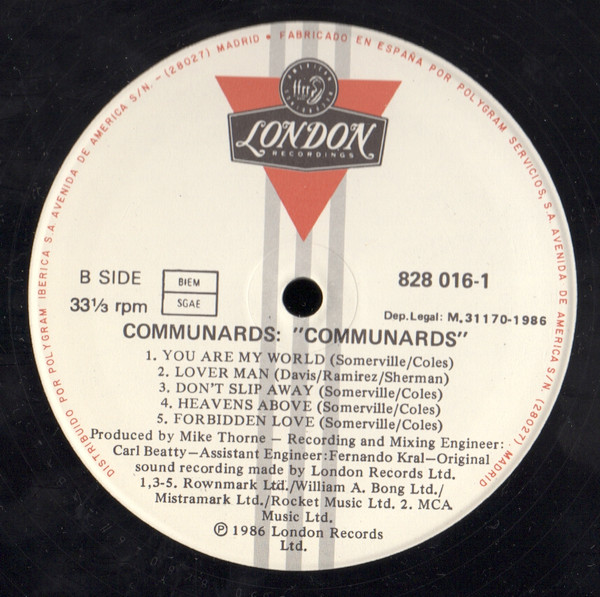 DISTRIBUIDO POR POLYGRAM IBERICA S.A. AVENIDA DE AMERICA S/N. - (28027) MADRID • FABRICADO EN ESPAÑA POR POLYGRAM SERVICIOS, S.A. AVENIDA DE AMERICA S/N. (28027) MADRID
ffrr
LONDON
RECORDINGS
B SIDE
BIEM
SGAE
828 016-1
33⅓ rpm
Dep. Legal: M. 31170-1986
COMMUNARDS: "COMMUNARDS"
1. YOU ARE MY WORLD (Somerville/Coles)
2. LOVER MAN (Davis/Ramirez/Sherman)
3. DON'T SLIP AWAY (Somerville/Coles)
4. HEAVENS ABOVE (Somerville/Coles)
5. FORBIDDEN LOVE (Somerville/Coles)
Produced by Mike Thorne – Recording and Mixing Engineer:
Carl Beatty–Assistant Engineer: Fernando Kral–Original
sound recording made by London Records Ltd.
1,3-5. Rownmark Ltd./William A. Bong Ltd./
Mistramark Ltd./Rocket Music Ltd. 2. MCA
Music Ltd.
℗ 1986 London Records
Ltd.